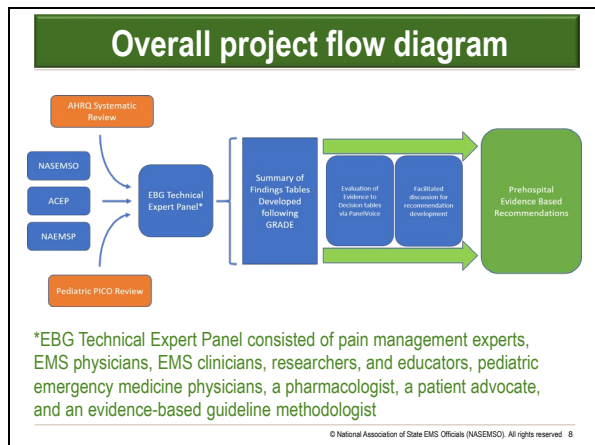 Overall project flow diagram
AHRQ Systematic
Review
NASEMSO
ACEP
NAEMSP
Pediatric PICO Review
EBG Technical
Expert Panel*
Summary of
Findings Tables
Developed
following
GRADE
Evaluation of
Evidence to
Decision tables
via PanelVoice
Facilitated
discussion for
recommendation
development
Prehospital
Evidence Based
Recommendations
*EBG Technical Expert Panel consisted of pain management experts,
EMS physicians, EMS clinicians, researchers, and educators, pediatric
emergency medicine physicians, a pharmacologist, a patient advocate,
and an evidence-based guideline methodologist
© National Association of State EMS Officials (NASEMSO). All rights reserved 8